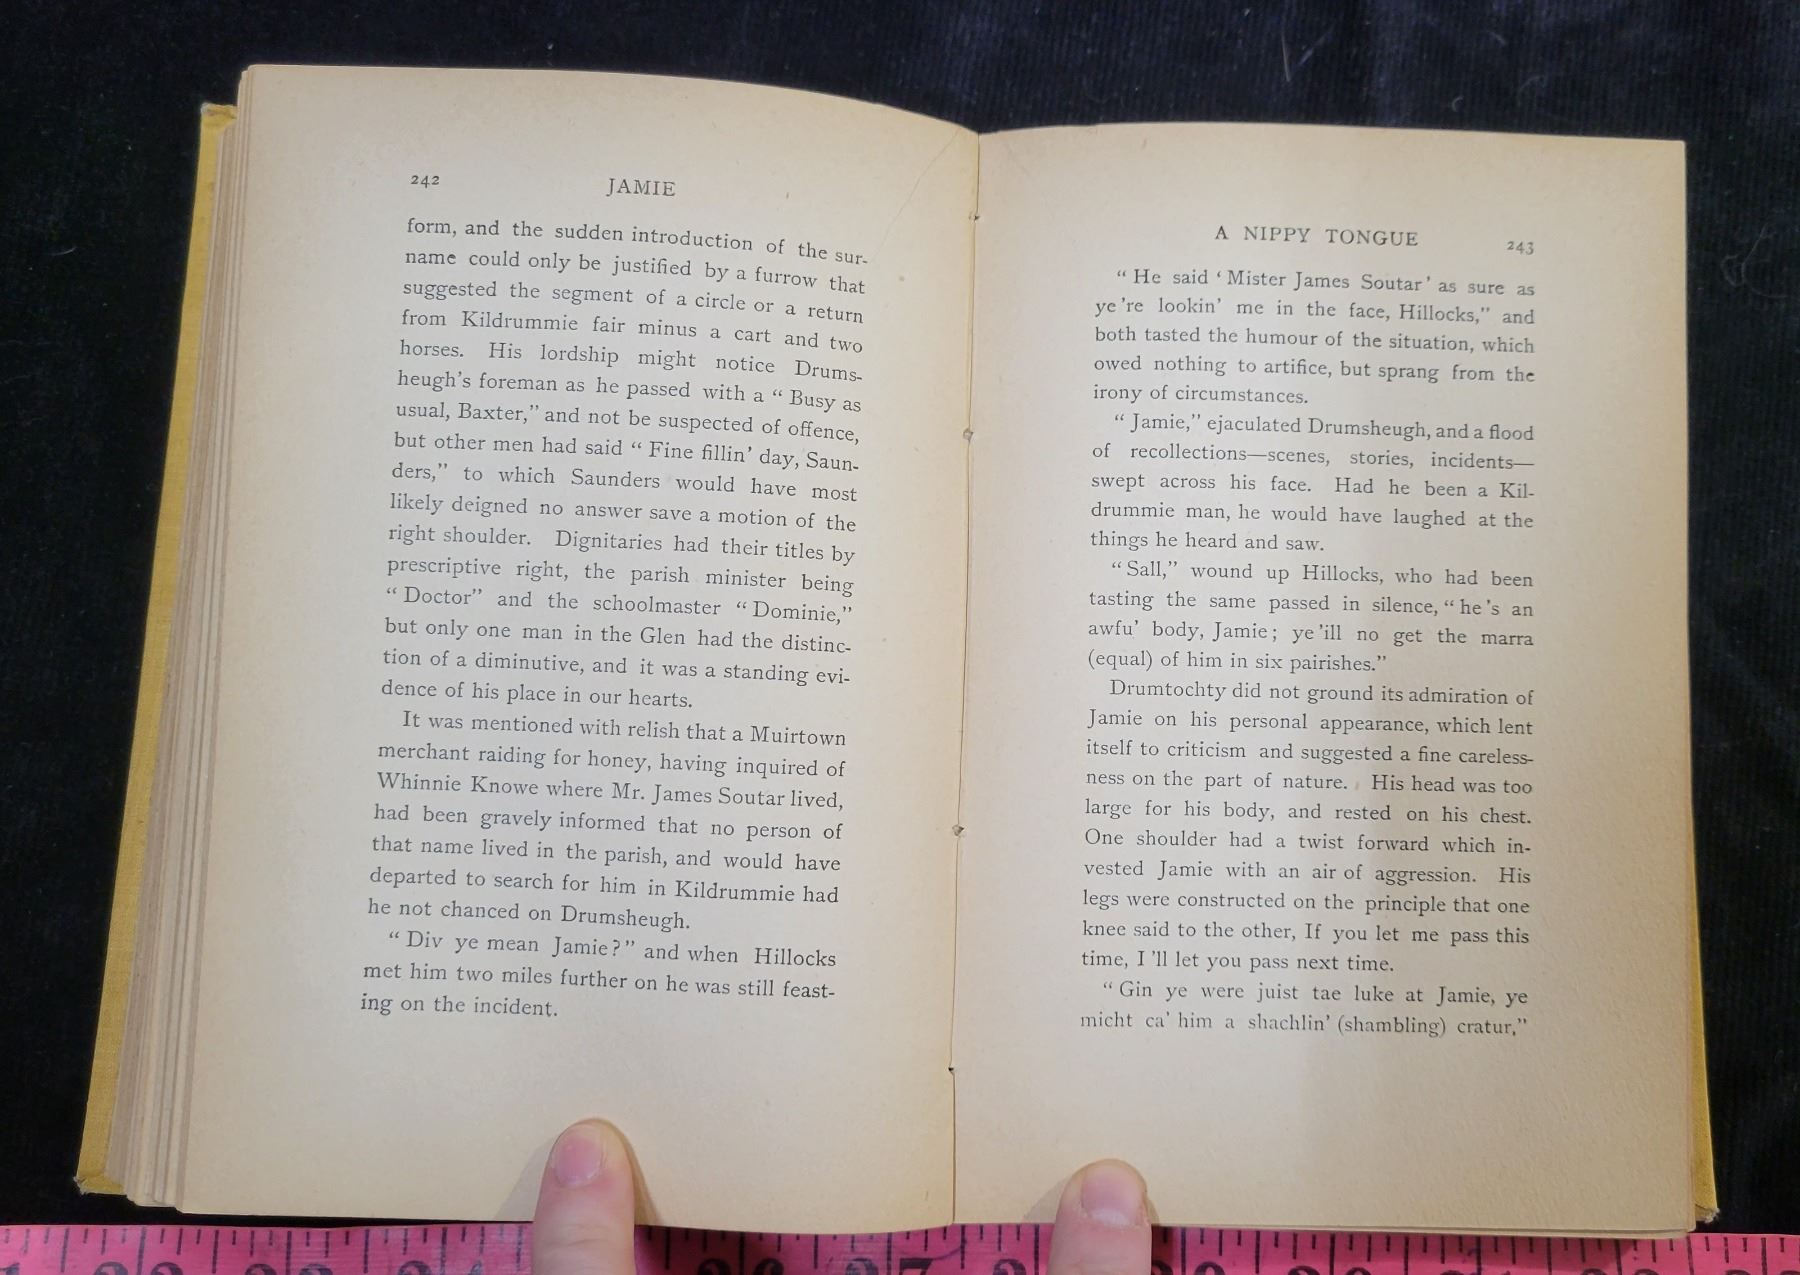 242 JAMIE
form, and the sudden introduction of the sur-
name could only be justified by a furrow that
suggested the segment of a circle or a return
from Kildrummie fair minus a cart and two
horses. His lordship might notice Drums-
heugh's foreman as he passed with a “ Busy as
usual, Baxter,” and not be suspected of offence,
but other men had said “ Fine fillin' day, Saun-
ders,” to which Saunders would have most
likely deigned no answer save a motion of the
right shoulder. Dignitaries had their titles by
prescriptive right, the parish minister being
“ Doctor” and the schoolmaster “ Dominie,”
but only one man in the Glen had the distinc-
tion of a diminutive, and it was a standing evi-
dence of his place in our hearts.
It was mentioned with relish that a Muirtown
merchant raiding for honey, having inquired of
Whinnie Knowe where Mr. James Soutar lived,
had been gravely informed that no person of
that name lived in the parish, and would have
departed to search for him in Kildrummie had
he not chanced on Drumsheugh.
“ Div ye mean Jamie?” and when Hillocks
met him two miles further on he was still feast-
ing on the incident.
A NIPPY TONGUE 243
“ He said ‘ Mister James Soutar ’ as sure as
ye 're lookin' me in the face, Hillocks,” and
both tasted the humour of the situation, which
owed nothing to artifice, but sprang from the
irony of circumstances.
“ Jamie,” ejaculated Drumsheugh, and a flood
of recollections—scenes, stories, incidents—
swept across his face. Had he been a Kil-
drummie man, he would have laughed at the
things he heard and saw.
“ Sall,” wound up Hillocks, who had been
tasting the same passed in silence, “ he 's an
awfu' body, Jamie; ye 'ill no get the marra
(equal) of him in six pairishes.”
Drumtochty did not ground its admiration of
Jamie on his personal appearance, which lent
itself to criticism and suggested a fine careless-
ness on the part of nature. His head was too
large for his body, and rested on his chest.
One shoulder had a twist forward which in-
vested Jamie with an air of aggression. His
legs were constructed on the principle that one
knee said to the other, If you let me pass this
time, I 'll let you pass next time.
“ Gin ye were juist tae luke at Jamie, ye
micht ca' him a shachlin' (shambling) cratur,”